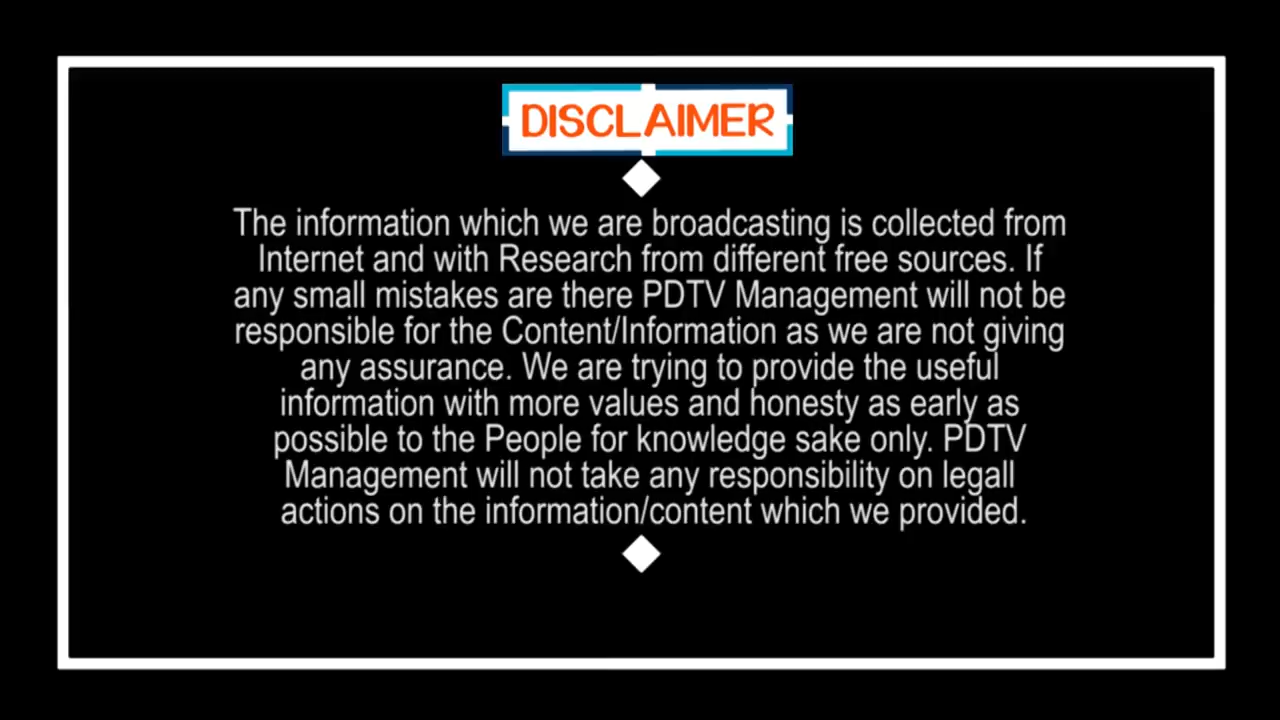 DISCLAIMER
The information which we are broadcasting is collected from
Internet and with Research from different free sources. If
any small mistakes are there PDTV Management will not be
responsible for the Content/Information as we are not giving
any assurance. We are trying to provide the useful
information with more values and honesty as early as
possible to the People for knowledge sake only. PDTV
Management will not take any responsibility on legall
actions on the information/content which we provided.